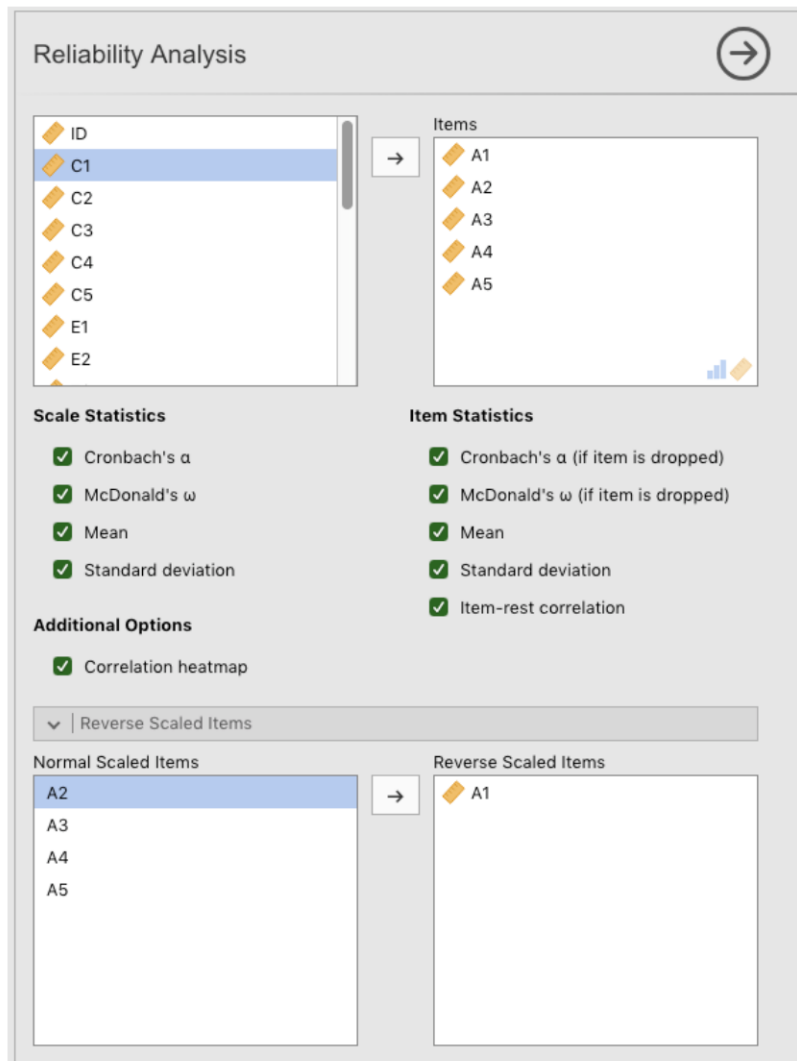 Reliability Analysis
ID
C1
C2
C3
C4
C5
E1
E2
Items
A1
A2
A3
A4
A5
Scale Statistics
Cronbach's α
McDonald's ω
Mean
Standard deviation
Item Statistics
Cronbach's α (if item is dropped)
McDonald's ω (if item is dropped)
Mean
Standard deviation
Item-rest correlation
Additional Options
Correlation heatmap
| Reverse Scaled Items
Normal Scaled Items
A2
A3
A4
A5
Reverse Scaled Items
A1